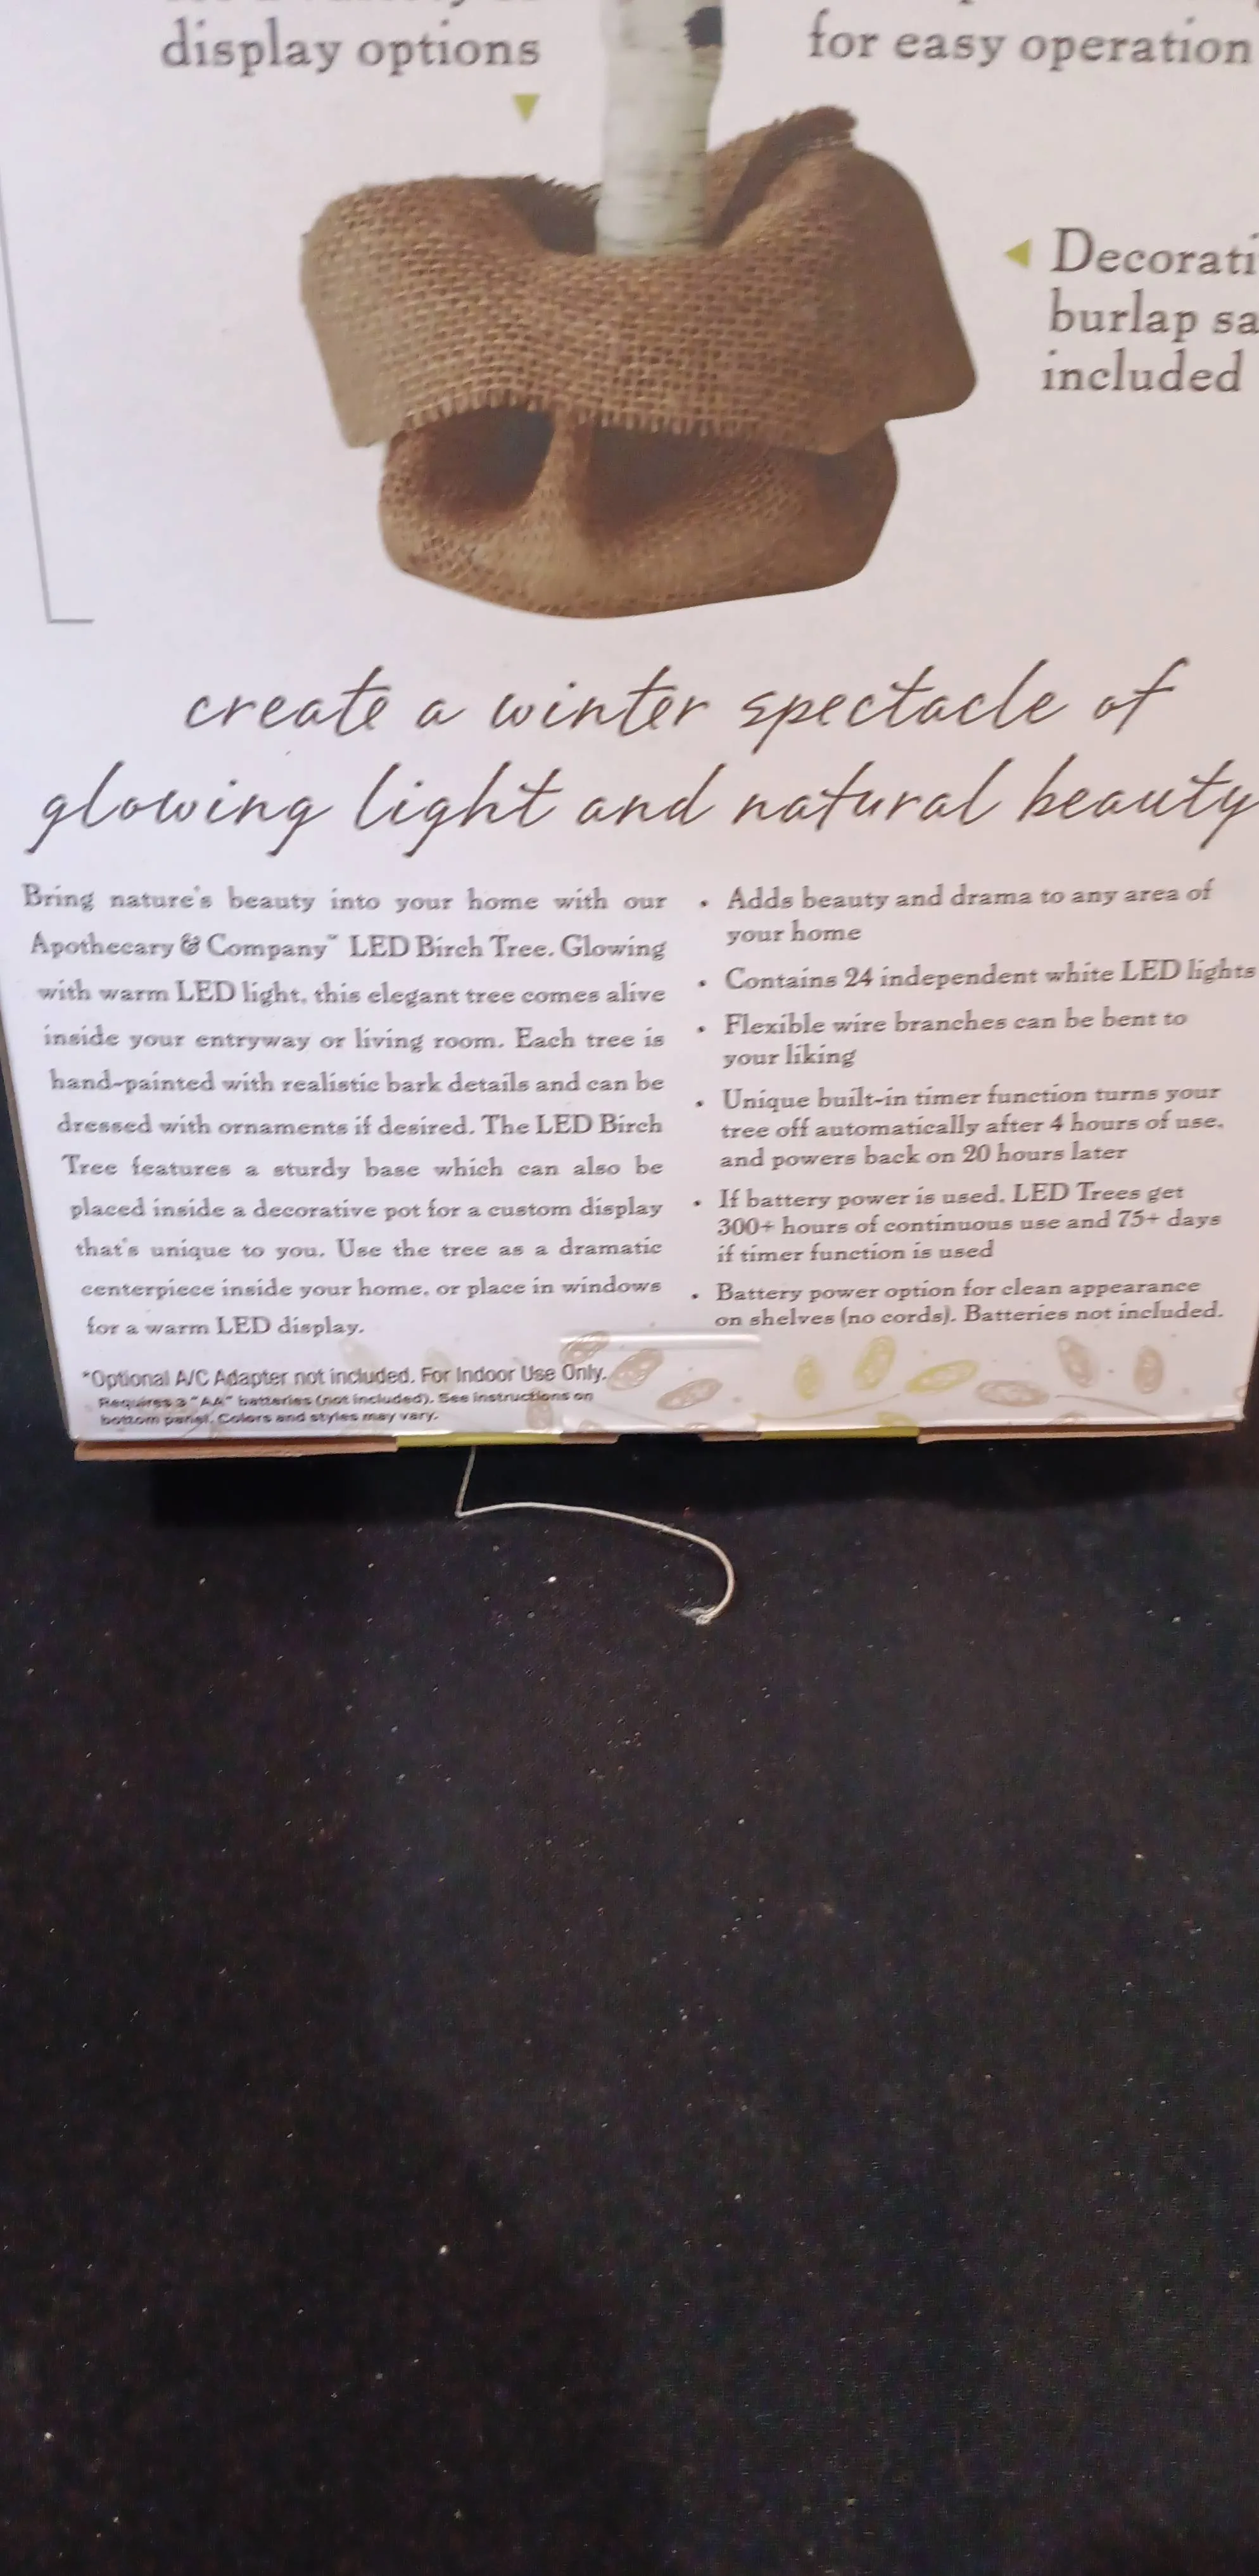 display options
for easy operation
Decorati
burlap sa
included
create a winter spectacle of
glowing light and natural beauty
Bring nature's beauty into your home with our
Apothecary & Company™ LED Birch Tree. Glowing
with warm LED light, this elegant tree comes alive
inside your entryway or living room. Each tree is
hand-painted with realistic bark details and can be
dressed with ornaments if desired. The LED Birch
Tree features a sturdy base which can also be
placed inside a decorative pot for a custom display
that's unique to you. Use the tree as a dramatic
centerpiece inside your home, or place in windows
for a warm LED display.
*Optional A/C Adapter not included. For Indoor Use Only.
Requires 3 "AA" batteries (not included). See instructions on
bottom panel. Colors and styles may vary.
• Adds beauty and drama to any area of
your home
• Contains 24 independent white LED lights
• Flexible wire branches can be bent to
your liking
• Unique built-in timer function turns your
tree off automatically after 4 hours of use,
and powers back on 20 hours later
• If battery power is used, LED Trees get
300+ hours of continuous use and 75+ days
if timer function is used
• Battery power option for clean appearance
on shelves (no cords). Batteries not included.